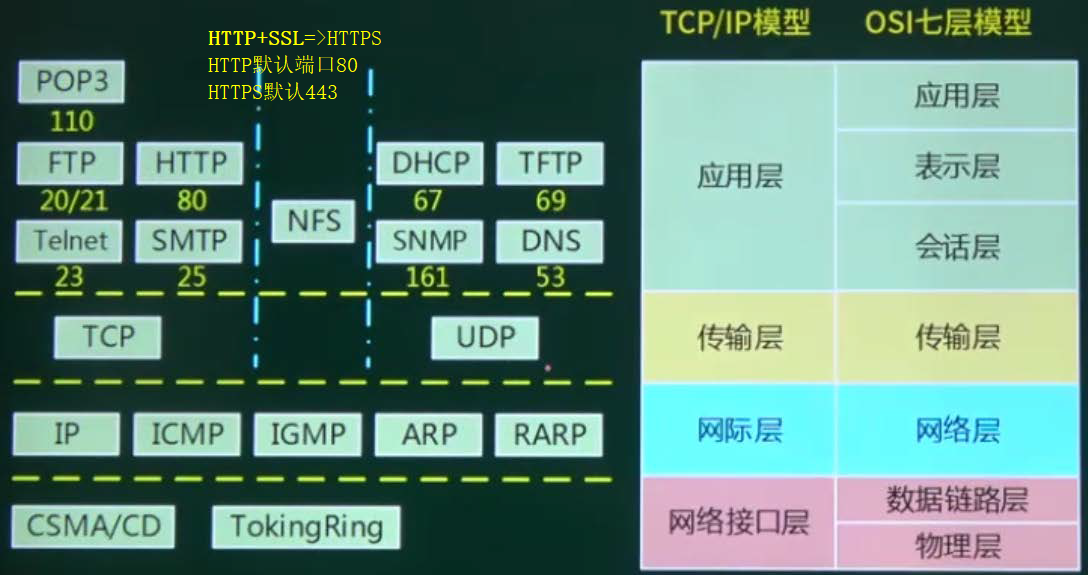 TCP/IP模型 OSI七层模型
HTTP+SSL=>HTTPS
HTTP默认端口80
HTTPS默认443
POP3
110
FTP HTTP DHCP TFTP
20/21 80 67 69
NFS
Telnet SMTP SNMP DNS
23 25 161 53
TCP UDP
IP ICMP IGMP ARP RARP
CSMA/CD TokingRing
应用层 应用层
表示层
会话层
传输层 传输层
网际层 网络层
网络接口层 数据链路层
物理层